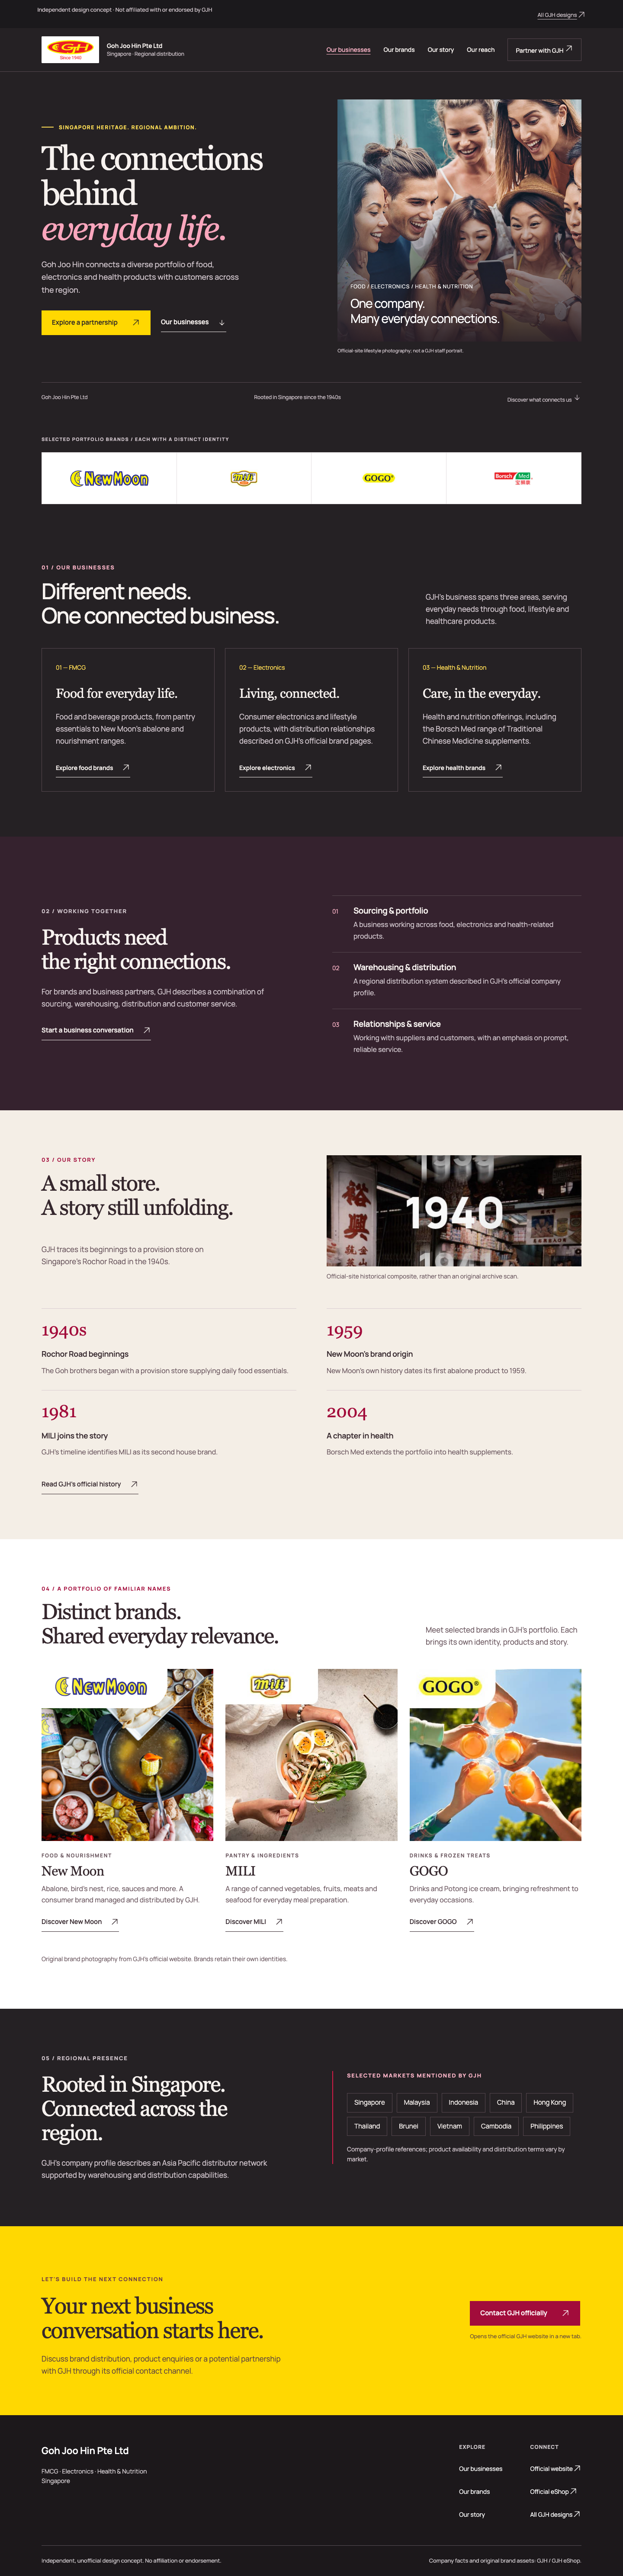 Independent design concept · Not affiliated with or endorsed by GJH
All GJH designs
GJH
Since 1948
Goh Joo Hin Pte Ltd
Singapore · Regional distribution
Our businesses
Our brands
Our story
Our reach
Partner with GJH
SINGAPORE HERITAGE. REGIONAL AMBITION.
The connections
behind
everyday life.
Goh Joo Hin connects a diverse portfolio of food,
electronics and health products with customers across
the region.
Explore a partnership
Our businesses
FOOD / ELECTRONICS / HEALTH & NUTRITION
One company.
Many everyday connections.
Official-site lifestyle photography; not a GJH staff portrait.
Goh Joo Hin Pte Ltd
Rooted in Singapore since the 1940s
Discover what connects us
SELECTED PORTFOLIO BRANDS / EACH WITH A DISTINCT IDENTITY
New Moon
mili
GOGO®
Borsch Med
宝爾康
01 / OUR BUSINESSES
Different needs.
One connected business.
GJH's business spans three areas, serving
everyday needs through food, lifestyle and
healthcare products.
01 — FMCG
Food for everyday life.
Food and beverage products, from pantry
essentials to New Moon's abalone and
nourishment ranges.
Explore food brands
02 — Electronics
Living, connected.
Consumer electronics and lifestyle
products, with distribution relationships
described on GJH's official brand pages.
Explore electronics
03 — Health & Nutrition
Care, in the everyday.
Health and nutrition offerings, including
the Borsch Med range of Traditional
Chinese Medicine supplements.
Explore health brands
02 / WORKING TOGETHER
Products need
the right connections.
For brands and business partners, GJH describes a combination of
sourcing, warehousing, distribution and customer service.
Start a business conversation
01
Sourcing & portfolio
A business working across food, electronics and health-related
products.
02
Warehousing & distribution
A regional distribution system described in GJH's official company
profile.
03
Relationships & service
Working with suppliers and customers, with an emphasis on prompt,
reliable service.
03 / OUR STORY
A small store.
A story still unfolding.
GJH traces its beginnings to a provision store on
Singapore's Rochor Road in the 1940s.
裕
興
1940
Official-site historical composite, rather than an original archive scan.
1940s
Rochor Road beginnings
The Goh brothers began with a provision store supplying daily food essentials.
1959
New Moon's brand origin
New Moon's own history dates its first abalone product to 1959.
1981
MILI joins the story
GJH's timeline identifies MILI as its second house brand.
2004
A chapter in health
Borsch Med extends the portfolio into health supplements.
Read GJH's official history
04 / A PORTFOLIO OF FAMILIAR NAMES
Distinct brands.
Shared everyday relevance.
Meet selected brands in GJH's portfolio. Each
brings its own identity, products and story.
New Moon
mili
GOGO®
FOOD & NOURISHMENT
New Moon
Abalone, bird's nest, rice, sauces and more. A
consumer brand managed and distributed by GJH.
Discover New Moon
PANTRY & INGREDIENTS
MILI
A range of canned vegetables, fruits, meats and
seafood for everyday meal preparation.
Discover MILI
DRINKS & FROZEN TREATS
GOGO
Drinks and Potong ice cream, bringing refreshment to
everyday occasions.
Discover GOGO
Original brand photography from GJH's official website. Brands retain their own identities.
05 / REGIONAL PRESENCE
Rooted in Singapore.
Connected across the
region.
GJH's company profile describes an Asia Pacific distributor network
supported by warehousing and distribution capabilities.
SELECTED MARKETS MENTIONED BY GJH
Singapore
Malaysia
Indonesia
China
Hong Kong
Thailand
Brunei
Vietnam
Cambodia
Philippines
Company-profile references; product availability and distribution terms vary by
market.
LET'S BUILD THE NEXT CONNECTION
Your next business
conversation starts here.
Discuss brand distribution, product enquiries or a potential partnership
with GJH through its official contact channel.
Contact GJH officially
Opens the official GJH website in a new tab.
Goh Joo Hin Pte Ltd
FMCG · Electronics · Health & Nutrition
Singapore
EXPLORE
Our businesses
Our brands
Our story
CONNECT
Official website
Official eShop
All GJH designs
Independent, unofficial design concept. No affiliation or endorsement.
Company facts and original brand assets: GJH / GJH eShop.